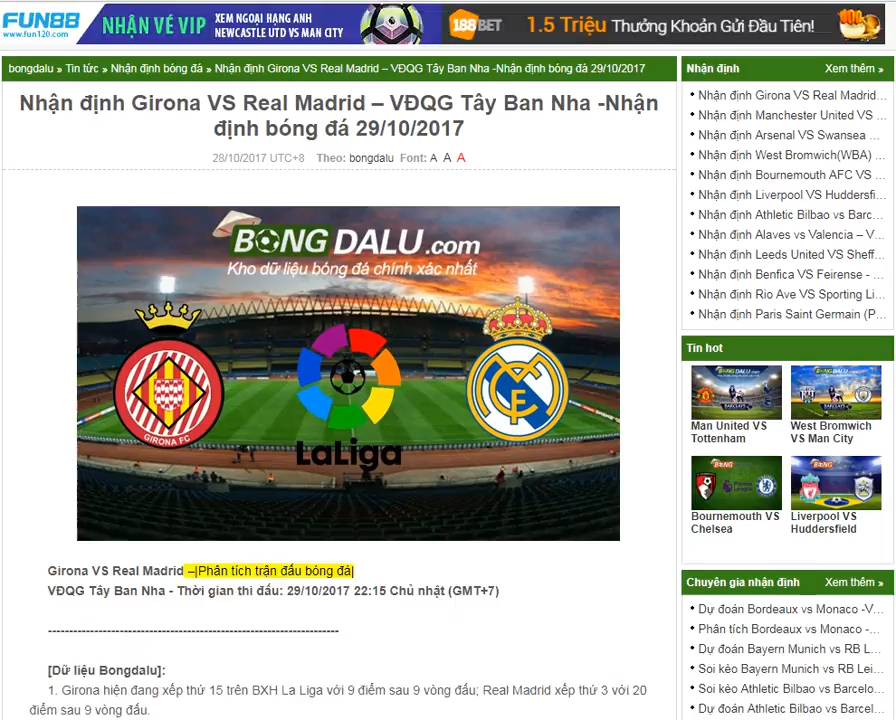 FUN88
www.fun120.com
NHẬN VÉ VIP
XEM NGOẠI HẠNG ANH
NEWCASTLE UTD VS MAN CITY
188BET
1.5 Triệu Thưởng Khoản Gửi Đầu Tiên!
bongdalu » Tin tức » Nhận định bóng đá » Nhận định Girona VS Real Madrid – VĐQG Tây Ban Nha -Nhận định bóng đá 29/10/2017
Nhận định Girona VS Real Madrid – VĐQG Tây Ban Nha -Nhận
định bóng đá 29/10/2017
28/10/2017 UTC+8 Theo: bongdalu Font: A A A
BONGDALU.com
Kho dữ liệu bóng đá chính xác nhất
GIRONA FC
LaLiga
Girona VS Real Madrid –|Phân tích trận đấu bóng đá|
VĐQG Tây Ban Nha - Thời gian thi đấu: 29/10/2017 22:15 Chủ nhật (GMT+7)
----------------------------------------------------------------------
[Dữ liệu Bongdalu]:
1. Girona hiện đang xếp thứ 15 trên BXH La Liga với 9 điểm sau 9 vòng đấu; Real Madrid xếp thứ 3 với 20
điểm sau 9 vòng đấu.
Nhận định Xem thêm »
Nhận định Girona VS Real Madrid...
Nhận định Manchester United VS ...
Nhận định Arsenal VS Swansea ...
Nhận định West Bromwich(WBA) ...
Nhận định Bournemouth AFC VS ...
Nhận định Liverpool VS Huddersfi...
Nhận định Athletic Bilbao vs Barc...
Nhận định Alaves vs Valencia – V...
Nhận định Leeds United VS Sheff...
Nhận định Benfica VS Feirense - ...
Nhận định Rio Ave VS Sporting Li...
Nhận định Paris Saint Germain (P...
Tin hot
Man United VS
Tottenham
West Bromwich
VS Man City
Bournemouth VS
Chelsea
Liverpool VS
Huddersfield
Chuyên gia nhận định Xem thêm »
Dự đoán Bordeaux vs Monaco -V...
Phân tích Bordeaux vs Monaco -...
Dự đoán Bayern Munich vs RB L...
Soi kèo Bayern Munich vs RB Lei...
Soi kèo Athletic Bilbao vs Barcelo...
Dự đoán Athletic Bilbao vs Barcel...